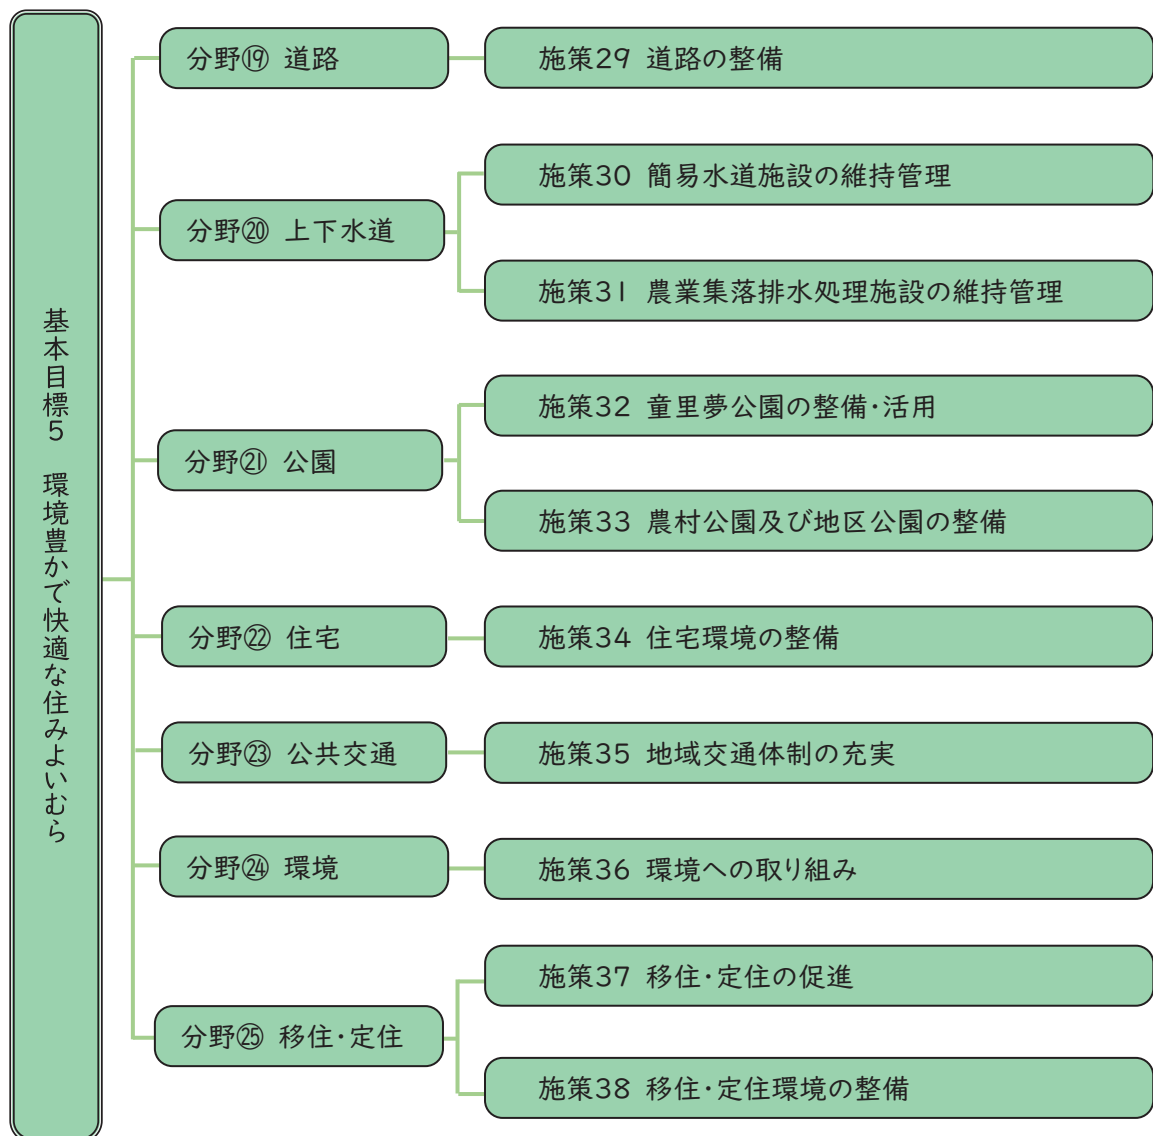 基本目標5　環境豊かで快適な住みよいむら
分野⑲ 道路
施策29 道路の整備
分野⑳ 上下水道
施策30 簡易水道施設の維持管理
施策31 農業集落排水処理施設の維持管理
分野㉑ 公園
施策32 童里夢公園の整備・活用
施策33 農村公園及び地区公園の整備
分野㉒ 住宅
施策34 住宅環境の整備
分野㉓ 公共交通
施策35 地域交通体制の充実
分野㉔ 環境
施策36 環境への取り組み
分野㉕ 移住・定住
施策37 移住・定住の促進
施策38 移住・定住環境の整備